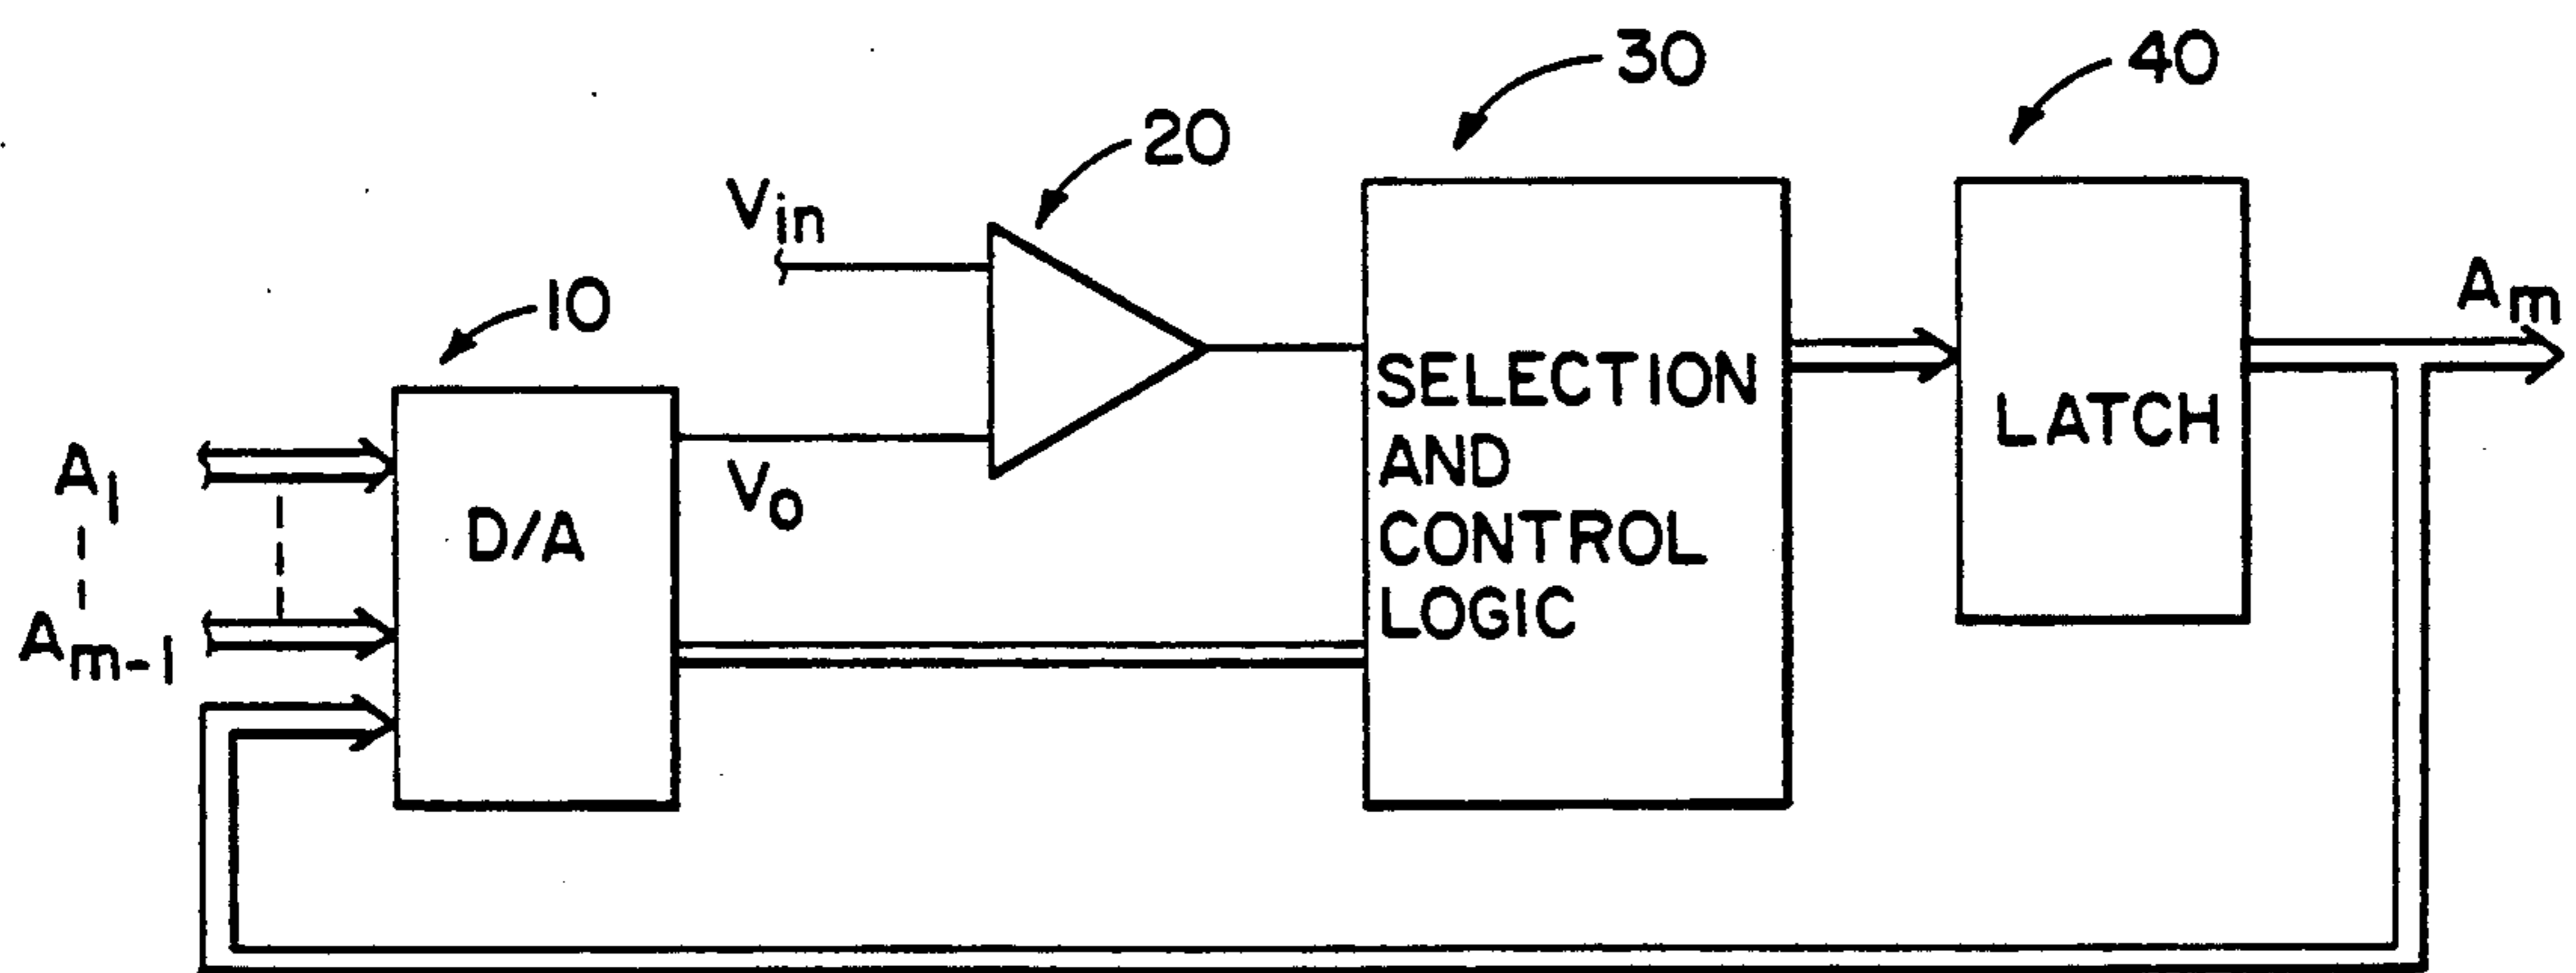 30
40
20
Vin
10
Am
A1
Am-1
D/A
Vo
SELECTION
AND
CONTROL
LOGIC
LATCH